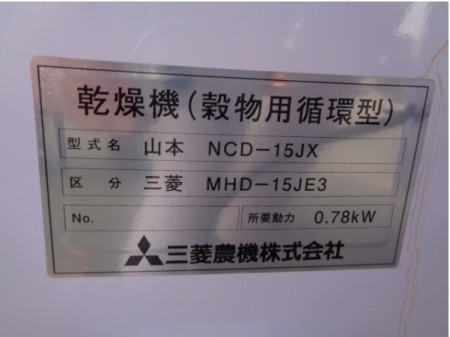 乾燥機(穀物用循環型)
型式名 山本 NCD-15JX
区分 三菱 MHD-15JE3
No. 所要動力 0.78kW
三菱農機株式会社